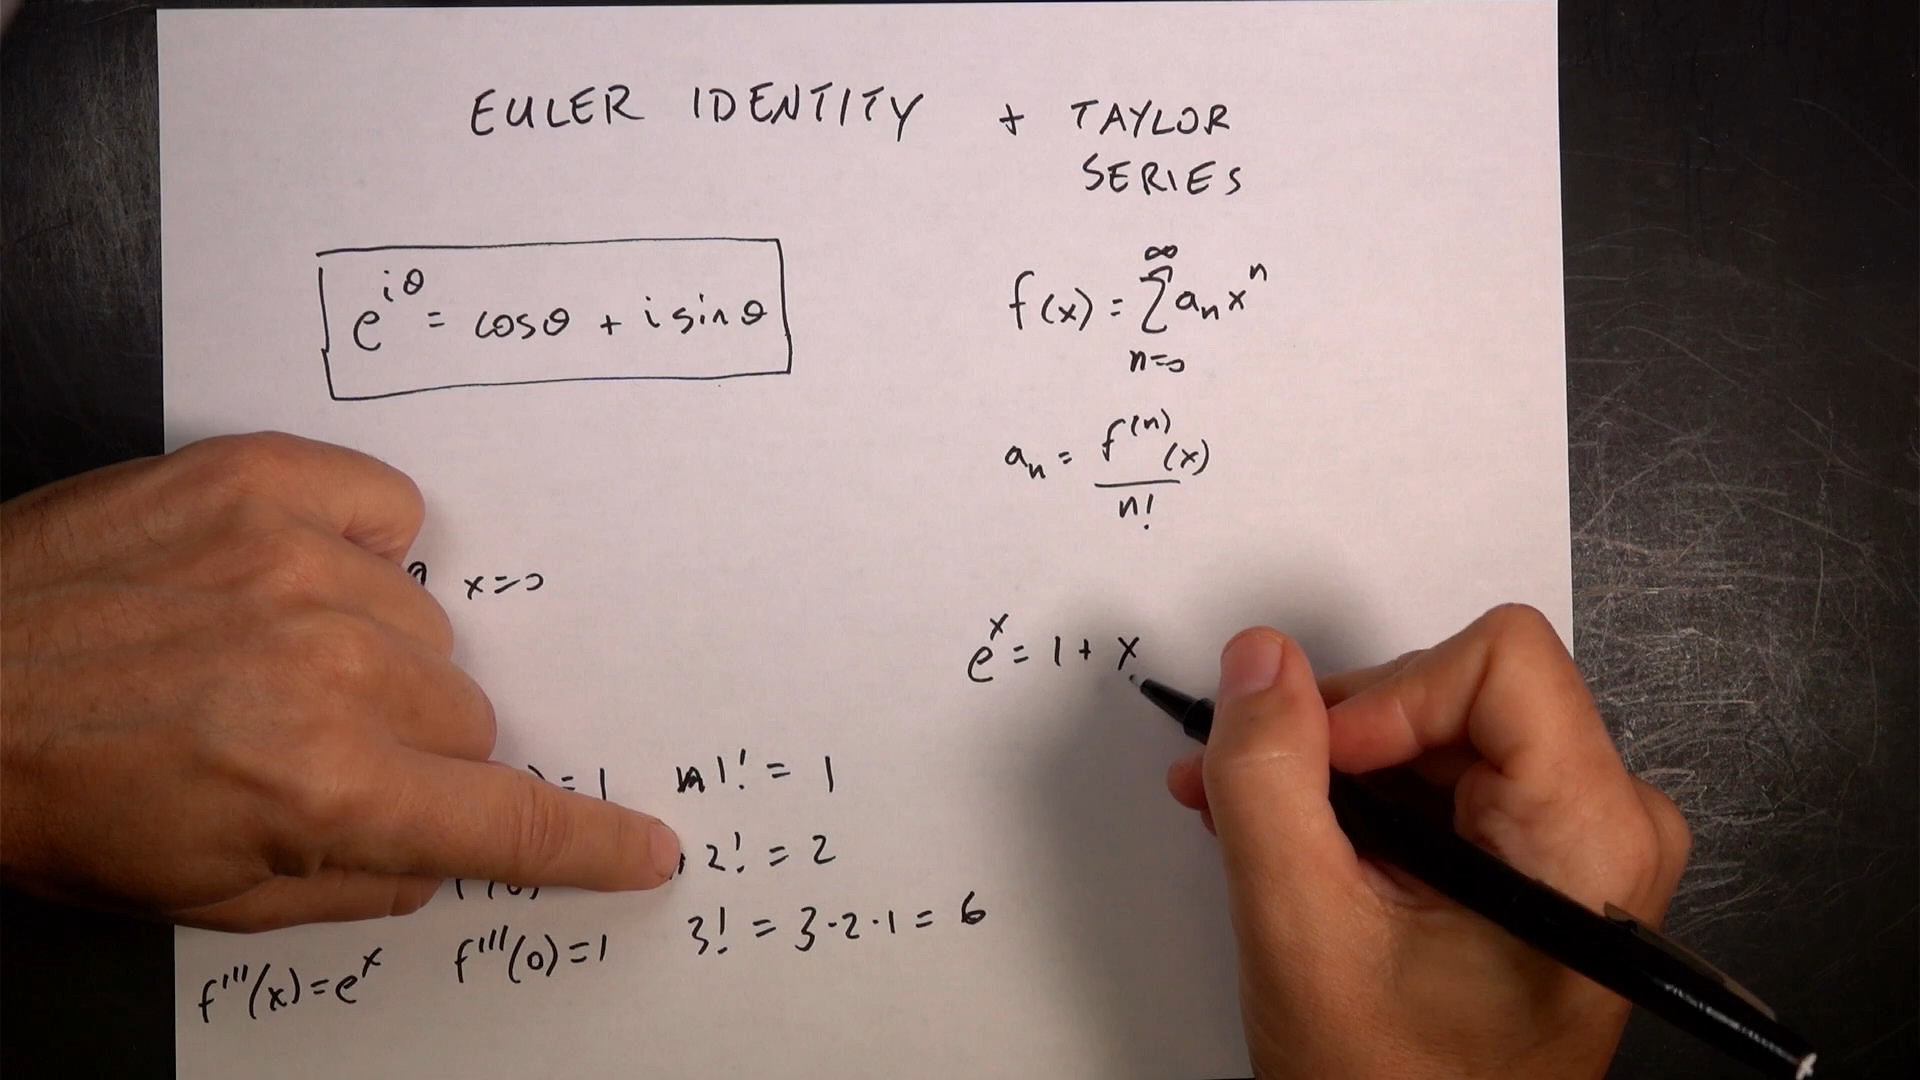 EULER IDENTITY + TAYLOR
SERIES
e^{iθ} = cosθ + i sinθ
f(x) = ∑_{n=0}^{∞} a_n x^n
a_n = f^{(n)}(x) / n!
x=0
e^x = 1 + x
) = 1 1! = 1
2! = 2
3! = 3·2·1 = 6
f'''(x) = e^x f'''(0) = 1